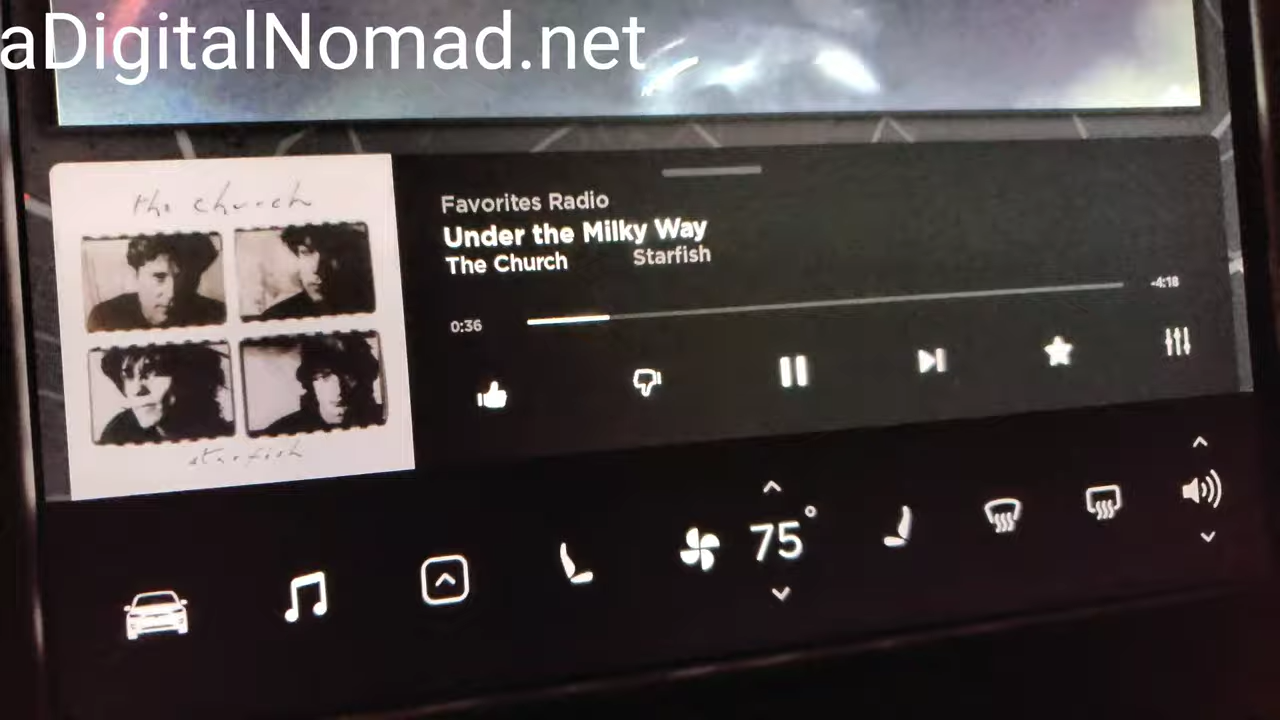 aDigitalNomad.net
the church
Favorites Radio
Under the Milky Way
The Church Starfish
0:36 -4:18
starfish
75°